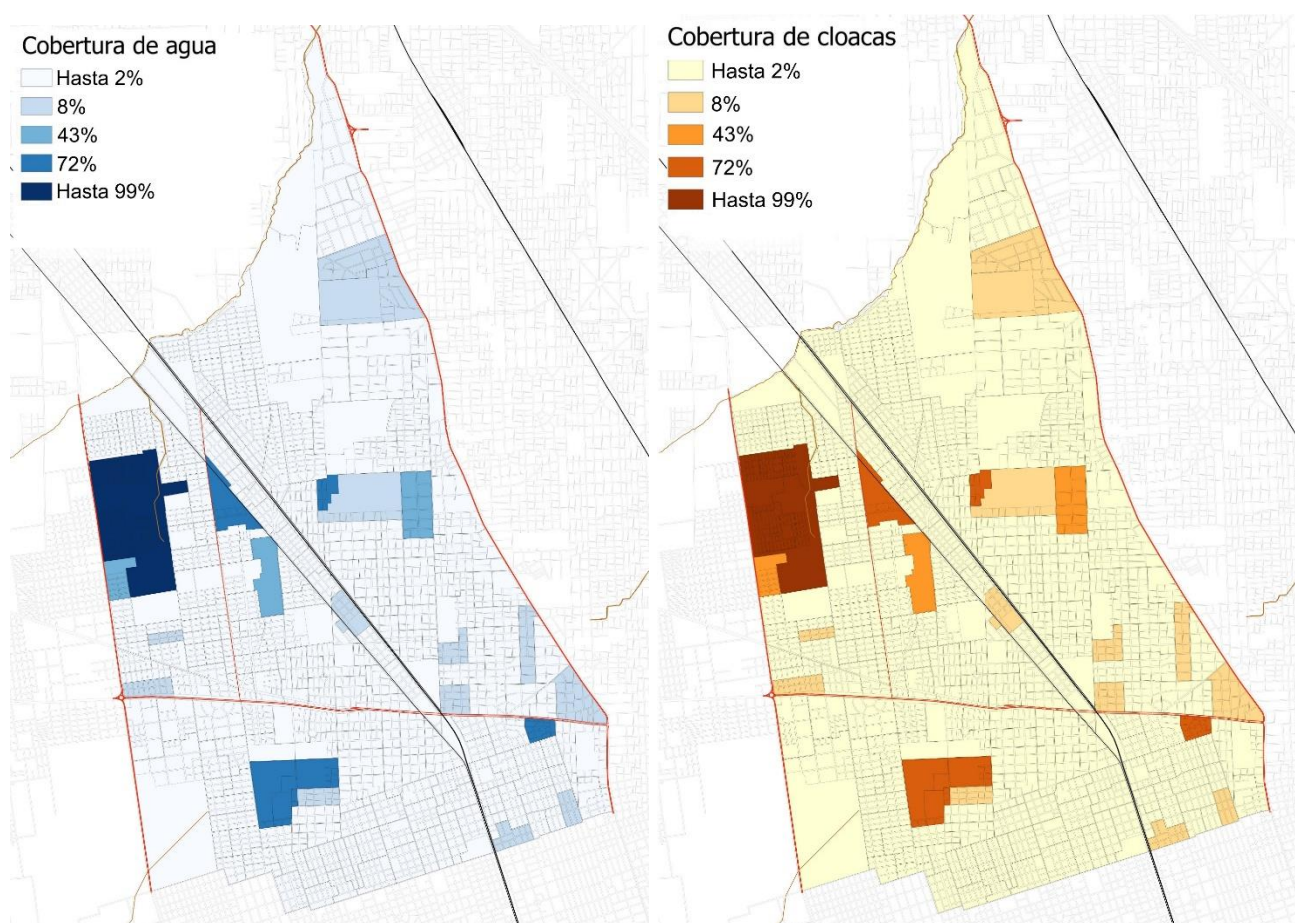 Cobertura de agua
Hasta 2%
8%
43%
72%
Hasta 99%
Cobertura de cloacas
Hasta 2%
8%
43%
72%
Hasta 99%